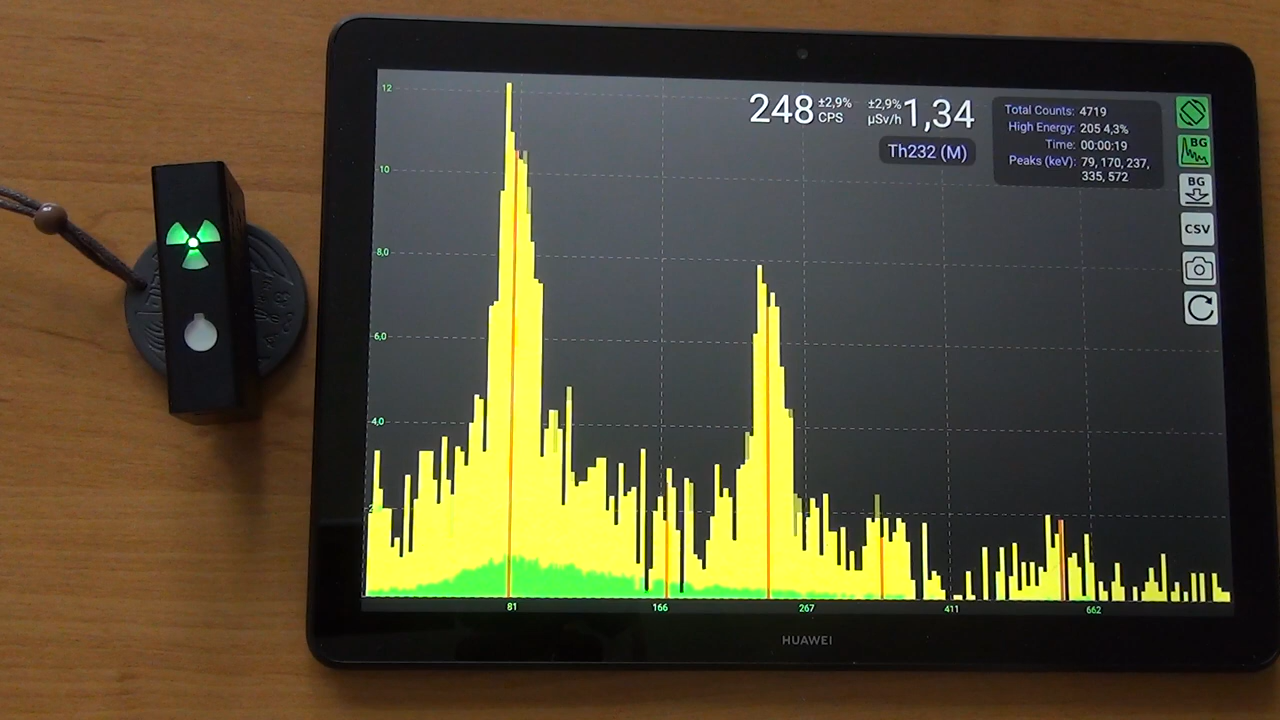 12
10
8,0
6,0
4,0
248 ±2,9% CPS
±2,9% µSv/h 1,34
Th232 (M)
Total Counts: 4719
High Energy: 205 4,3%
Time: 00:00:19
Peaks (keV): 79, 170, 237,
335, 572
BG
BG
CSV
81 166 267 411 662
HUAWEI